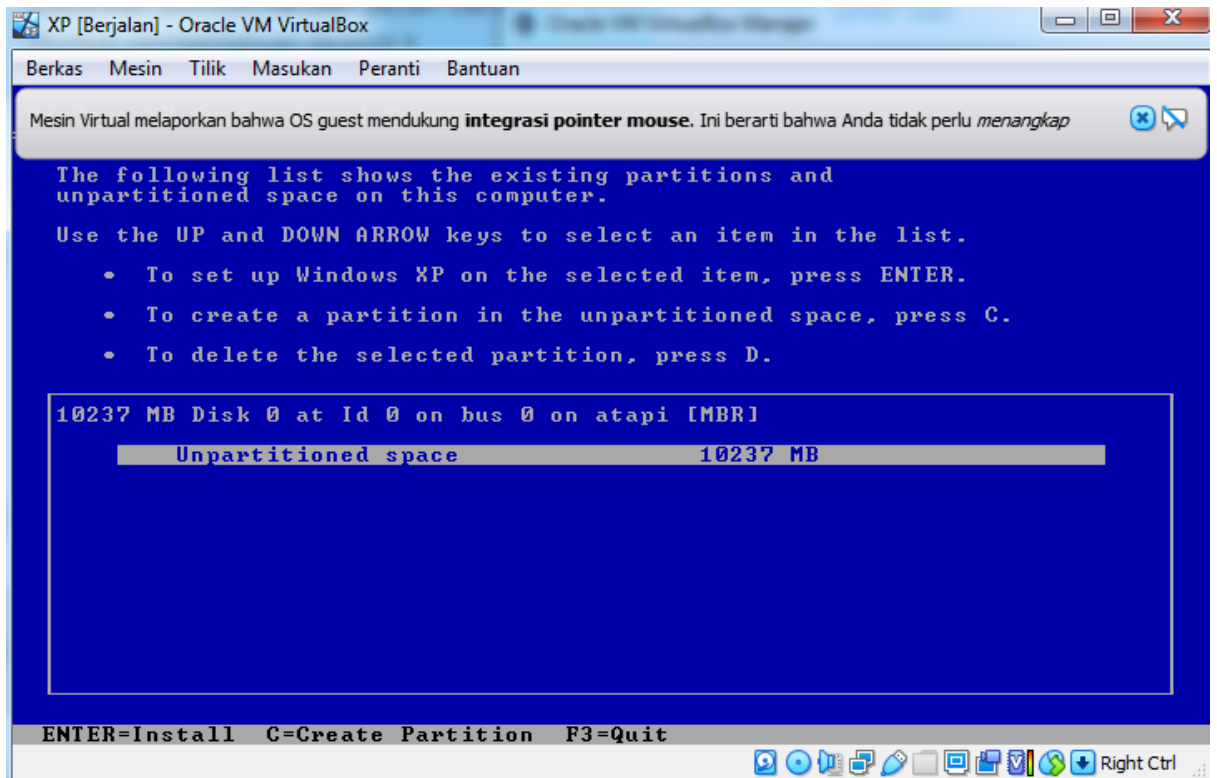 XP [Berjalan] - Oracle VM VirtualBox
Oracle VM VirtualBox Manager
Berkas Mesin Tilik Masukan Peranti Bantuan
Mesin Virtual melaporkan bahwa OS guest mendukung integrasi pointer mouse. Ini berarti bahwa Anda tidak perlu menangkap
The following list shows the existing partitions and
unpartitioned space on this computer.
Use the UP and DOWN ARROW keys to select an item in the list.
• To set up Windows XP on the selected item, press ENTER.
• To create a partition in the unpartitioned space, press C.
• To delete the selected partition, press D.
10237 MB Disk 0 at Id 0 on bus 0 on atapi [MBR]
Unpartitioned space 10237 MB
ENTER=Install C=Create Partition F3=Quit
Right Ctrl